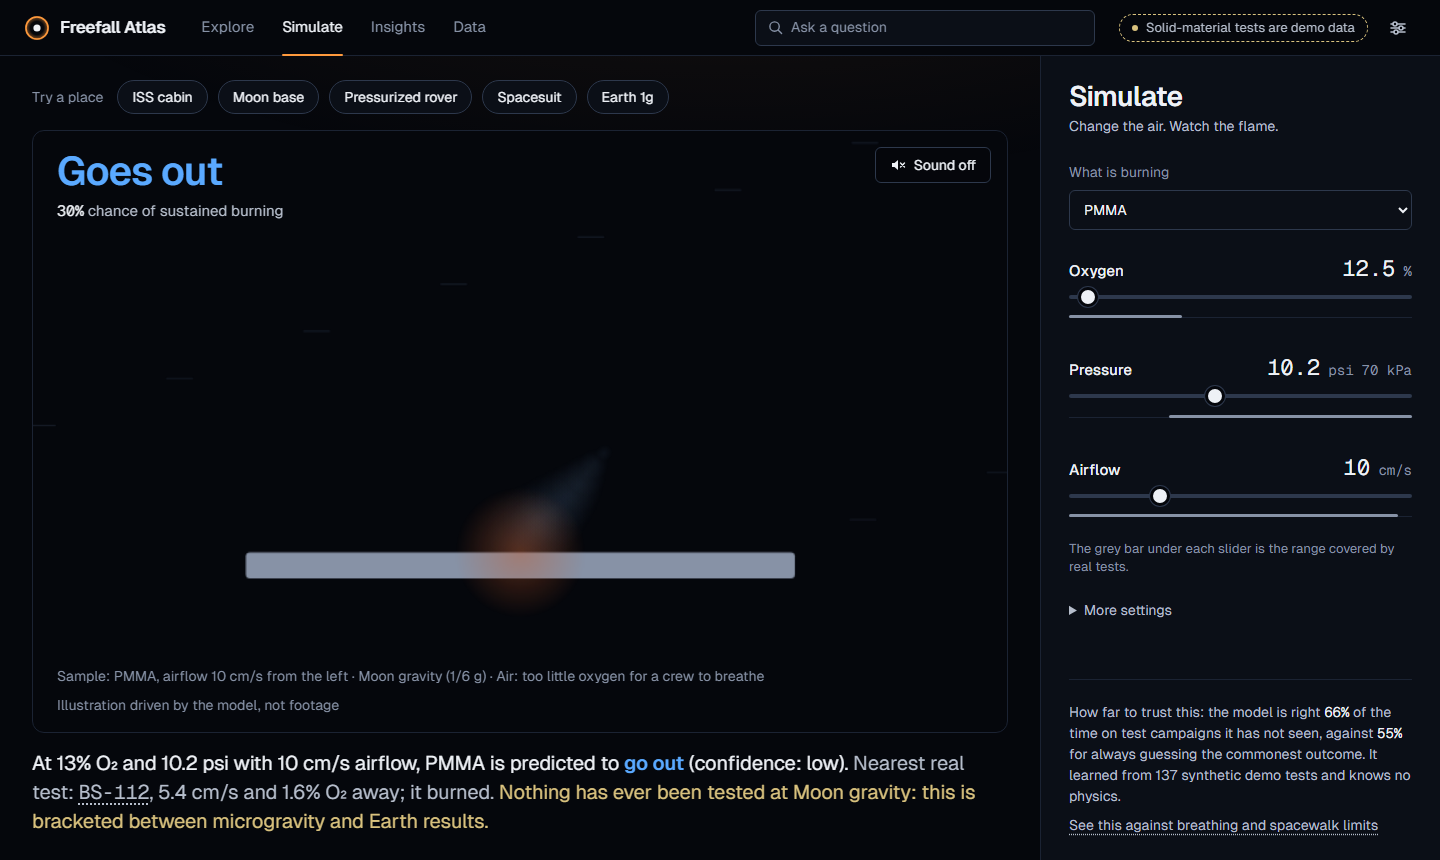 Freefall Atlas
Explore
Simulate
Insights
Data
Ask a question
Solid-material tests are demo data
Try a place
ISS cabin
Moon base
Pressurized rover
Spacesuit
Earth 1g
Goes out
30% chance of sustained burning
Sound off
Sample: PMMA, airflow 10 cm/s from the left · Moon gravity (1/6 g) · Air: too little oxygen for a crew to breathe
Illustration driven by the model, not footage
At 13% O₂ and 10.2 psi with 10 cm/s airflow, PMMA is predicted to go out (confidence: low). Nearest real
test: BS-112, 5.4 cm/s and 1.6% O₂ away; it burned. Nothing has ever been tested at Moon gravity: this is
bracketed between microgravity and Earth results.
Simulate
Change the air. Watch the flame.
What is burning
PMMA
Oxygen 12.5 %
Pressure 10.2 psi 70 kPa
Airflow 10 cm/s
The grey bar under each slider is the range covered by
real tests.
More settings
How far to trust this: the model is right 66% of the
time on test campaigns it has not seen, against 55%
for always guessing the commonest outcome. It
learned from 137 synthetic demo tests and knows no
physics.
See this against breathing and spacewalk limits